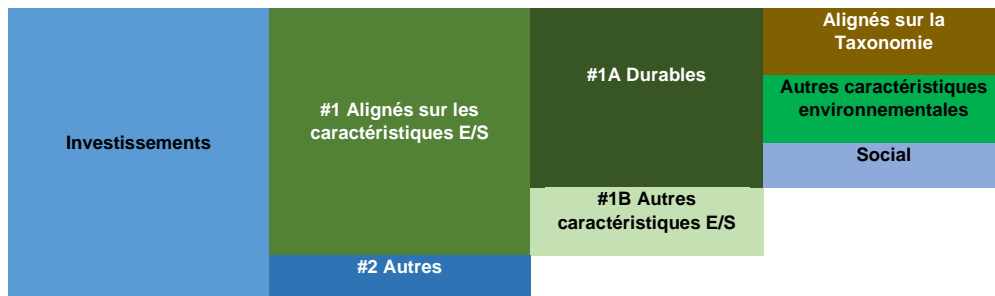 Investissements
#1 Alignés sur les
caractéristiques E/S
#2 Autres
#1A Durables
#1B Autres
caractéristiques E/S
Alignés sur la
Taxonomie
Autres caractéristiques
environnementales
Social